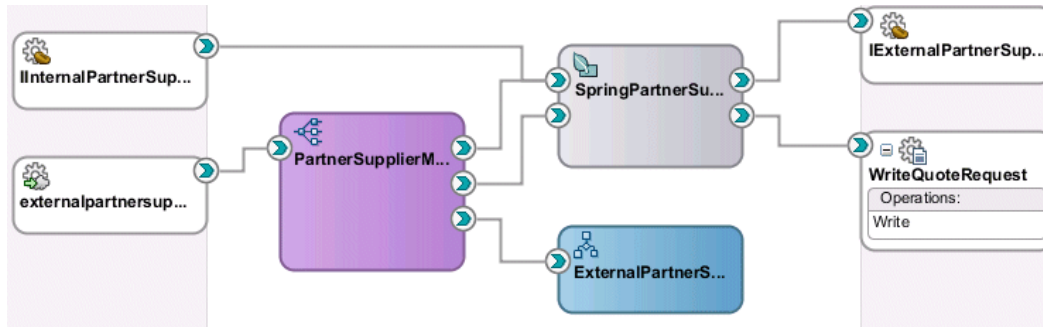 IInternalPartnerSup...
externalpartnersup...
PartnerSupplierM...
SpringPartnerSu...
ExternalPartnerS...
IExternalPartnerSup...
WriteQuoteRequest
Operations:
Write